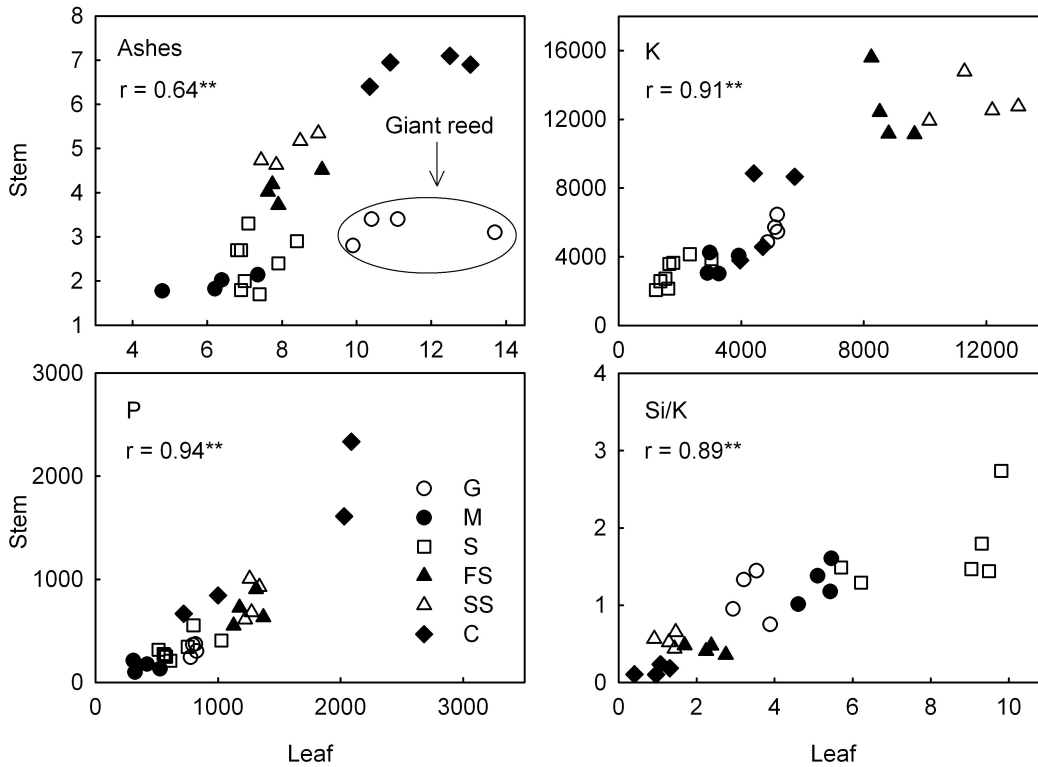 Ashes
r = 0.64**
Giant reed
Stem
8
7
6
5
4
3
2
1
4 6 8 10 12 14
K
r = 0.91**
16000
12000
8000
4000
0
0 4000 8000 12000
P
r = 0.94**
Stem
3000
2000
1000
0
0 1000 2000 3000
Leaf
G
M
S
FS
SS
C
Si/K
r = 0.89**
4
3
2
1
0
0 2 4 6 8 10
Leaf